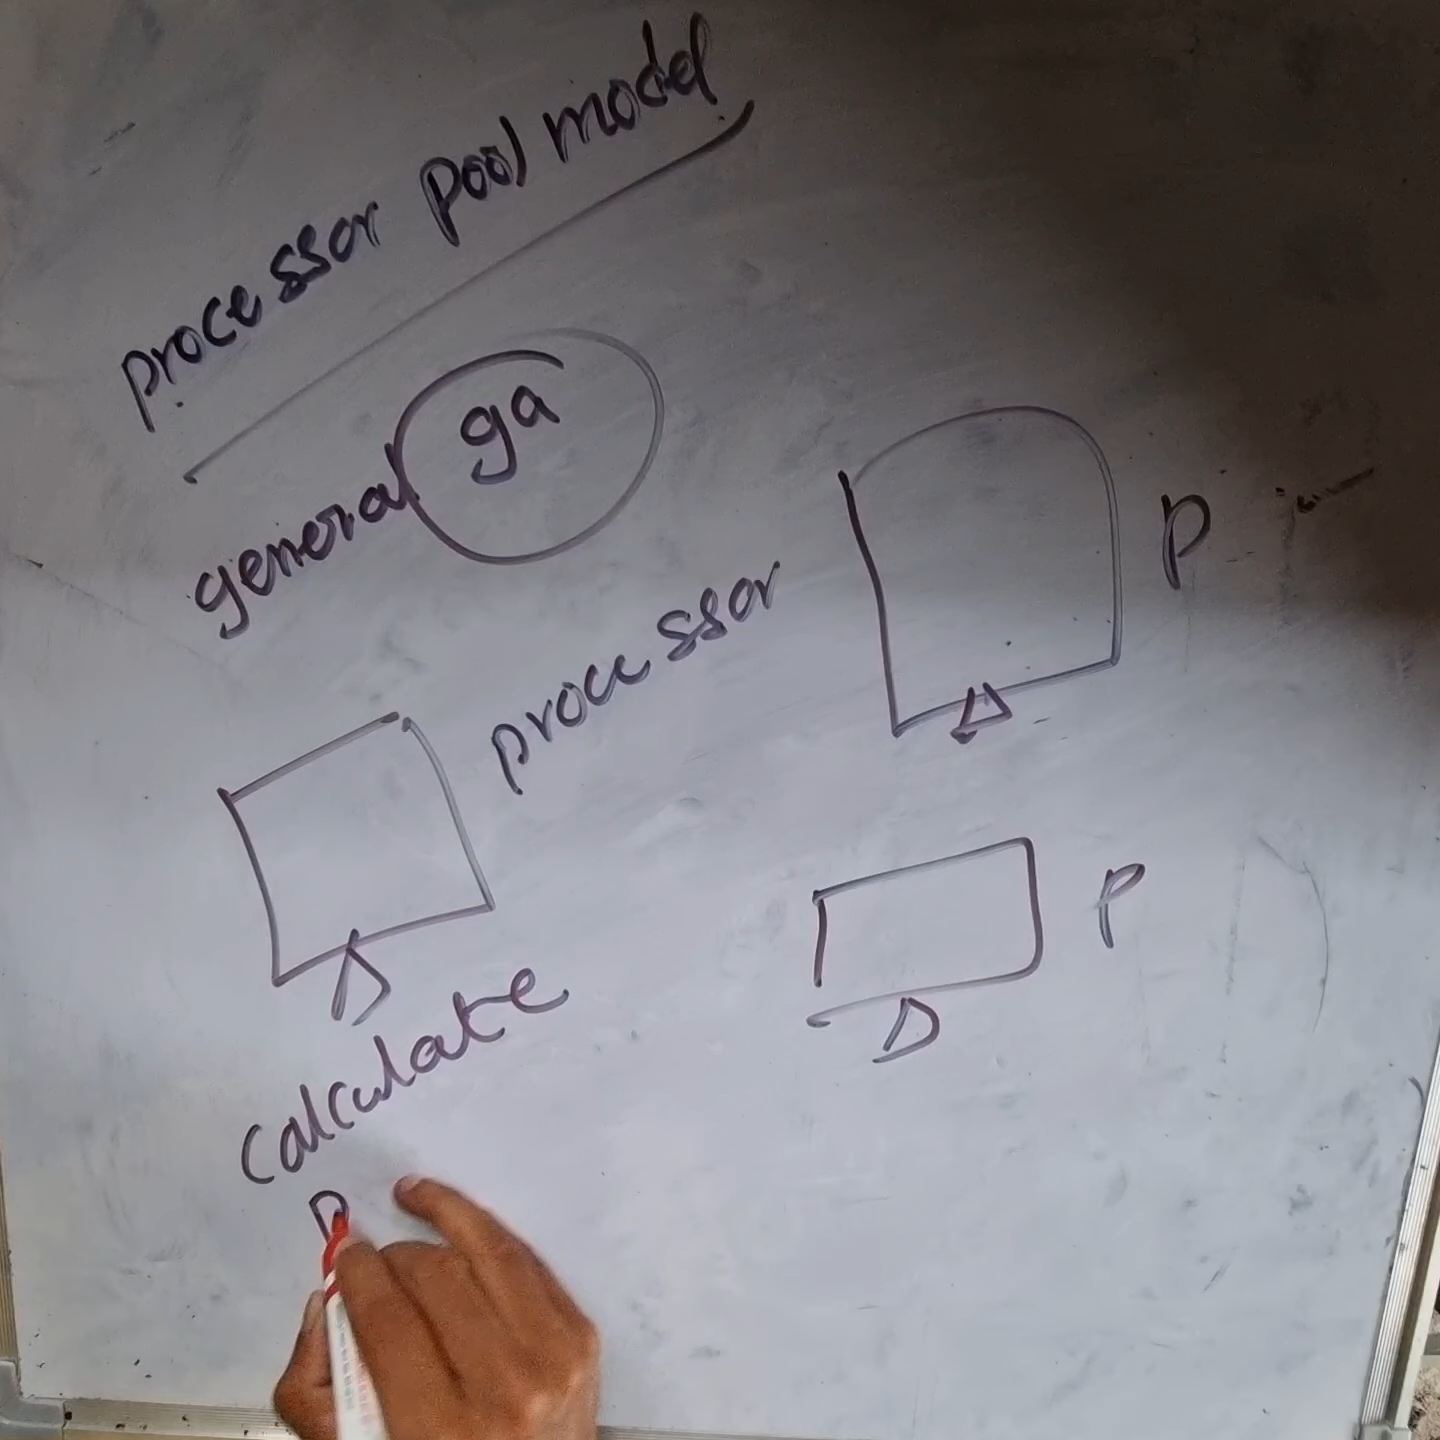 processor pool model
general
ga
processor
P
D
D
P
D
calculate